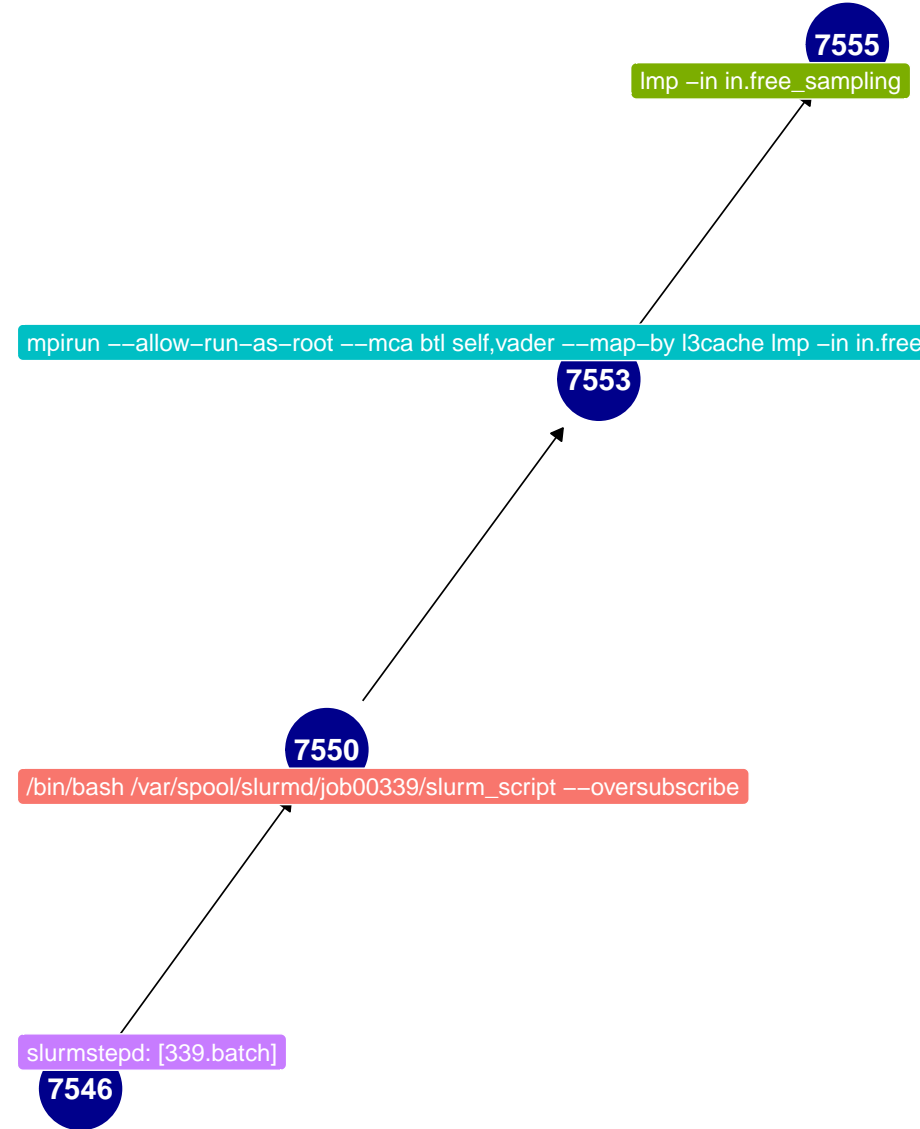 7555
lmp −in in.free_sampling
mpirun −−allow−run−as−root −−mca btl self,vader −−map−by l3cache lmp −in in.free
7553
7550
/bin/bash /var/spool/slurmd/job00339/slurm_script −−oversubscribe
slurmstepd: [339.batch]
7546